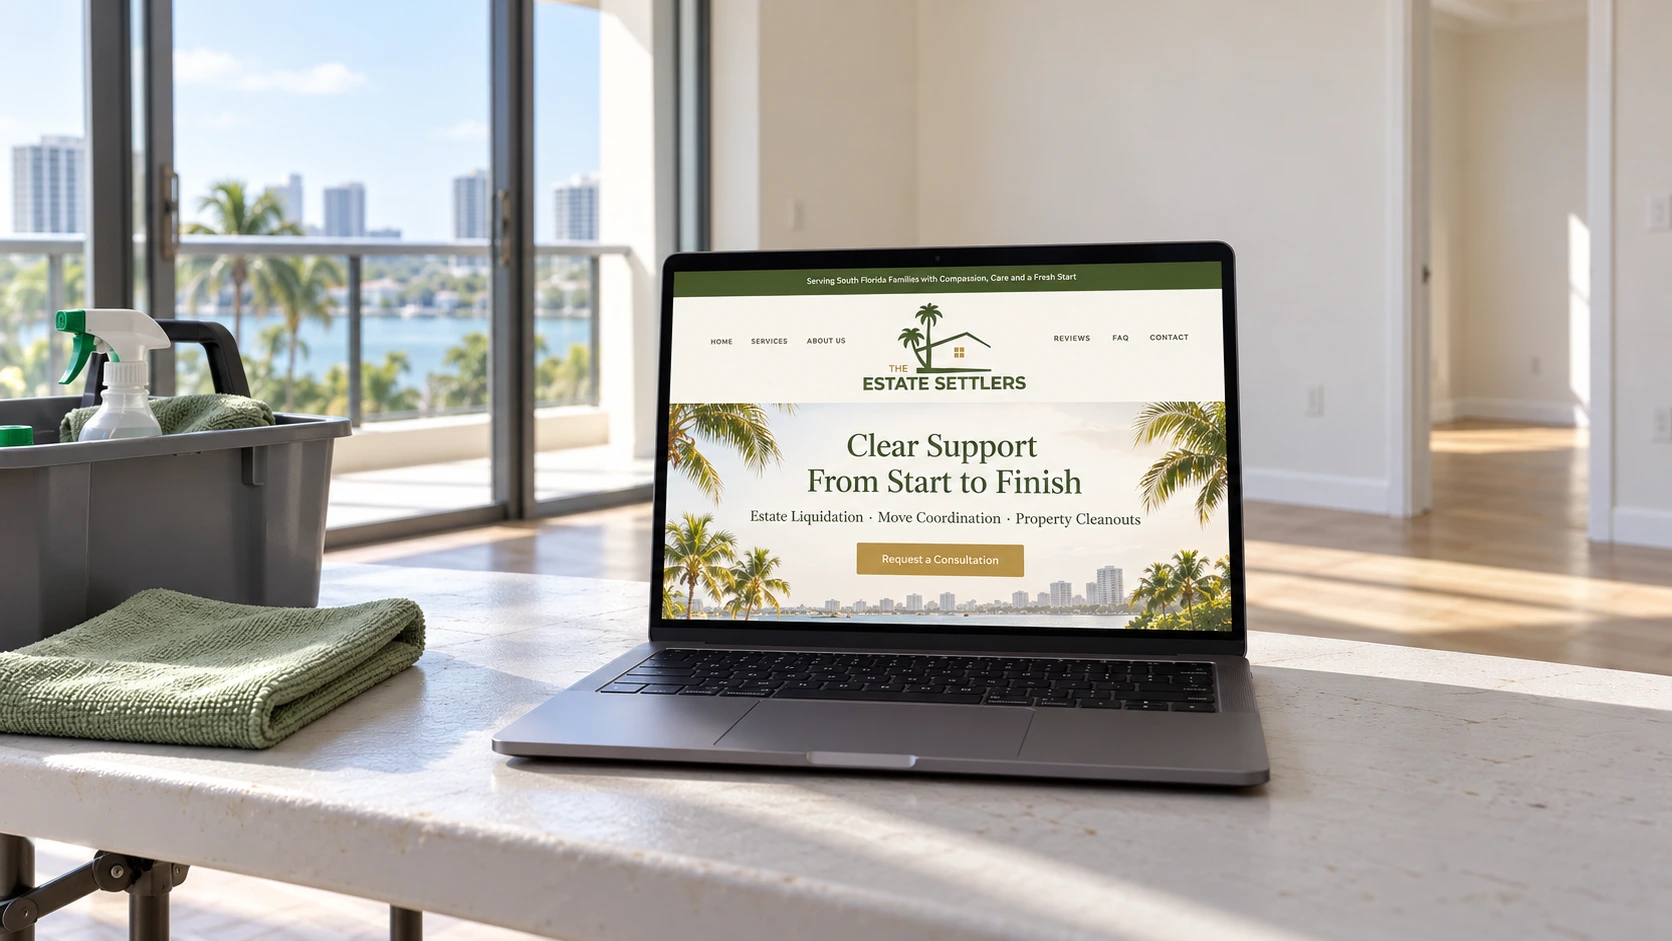 Serving South Florida Families with Compassion, Care and a Fresh Start
HOME SERVICES ABOUT US
REVIEWS FAQ CONTACT
THE
ESTATE SETTLERS
Clear Support
From Start to Finish
Estate Liquidation · Move Coordination · Property Cleanouts
Request a Consultation